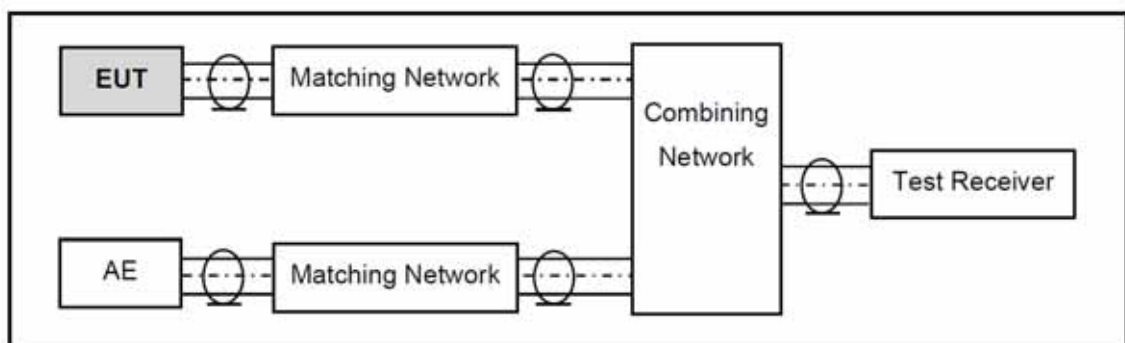 EUT
Matching Network
Combining
Network
Test Receiver
AE
Matching Network